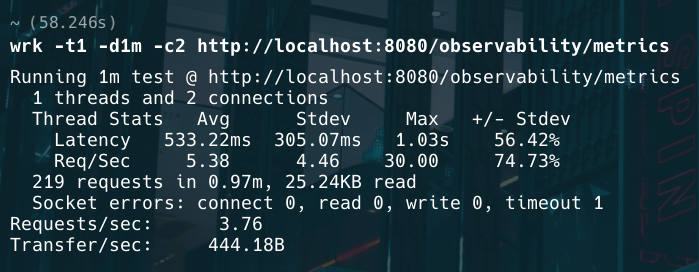 ~ (58.246s)
wrk -t1 -d1m -c2 http://localhost:8080/observability/metrics
Running 1m test @ http://localhost:8080/observability/metrics
  1 threads and 2 connections
  Thread Stats   Avg      Stdev     Max   +/- Stdev
    Latency   533.22ms  305.07ms   1.03s    56.42%
    Req/Sec     5.38      4.46    30.00     74.73%
  219 requests in 0.97m, 25.24KB read
  Socket errors: connect 0, read 0, write 0, timeout 1
Requests/sec:      3.76
Transfer/sec:     444.18B